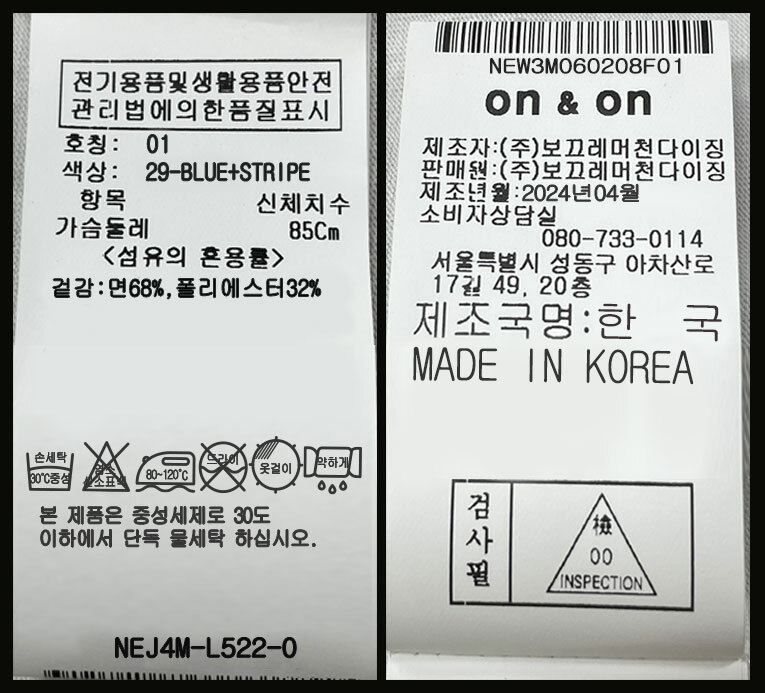 전기용품및생활용품안전
관리법에의한품질표시
호칭: 01
색상: 29-BLUE+STRIPE
항목 신체치수
가슴둘레 85Cm
<섬유의 혼용률>
겉감:면68%,폴리에스터32%
손세탁
30℃중성
80~120℃
드라이
옷걸이
약하게
본 제품은 중성세제로 30도
이하에서 단독 물세탁 하십시오.
NEJ4M-L522-0
NEW3M060208F01
on & on
제조자:(주)보끄레머천다이징
판매원:(주)보끄레머천다이징
제조년월:2024년04월
소비자상담실
080-733-0114
서울특별시 성동구 아차산로
17길 49, 20층
제조국명:한 국
MADE IN KOREA
검사필
檢
00
INSPECTION